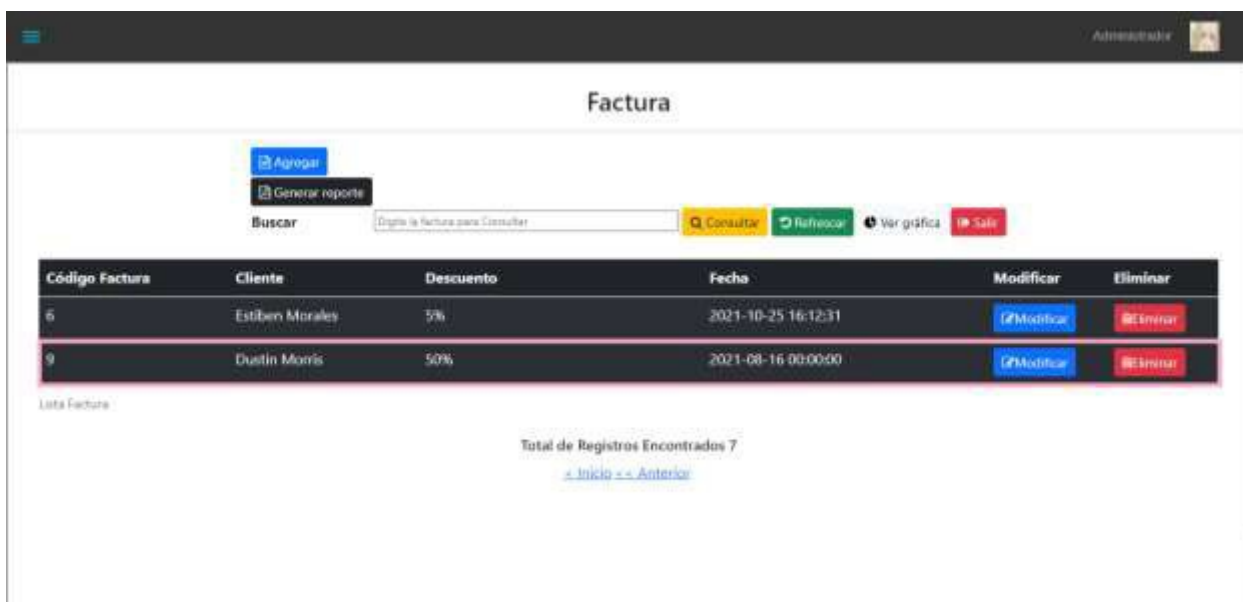 Administrador
Factura
Agregar
Generar reporte
Buscar Digite la factura para Consultar Consultar Refrescar Ver gráfica Salir
Código Factura Cliente Descuento Fecha Modificar Eliminar
6 Estiben Morales 5% 2021-10-25 16:12:31 Modificar Eliminar
9 Dustin Morris 50% 2021-08-16 00:00:00 Modificar Eliminar
Lista Factura
Total de Registros Encontrados 7
< Inicio << Anterior